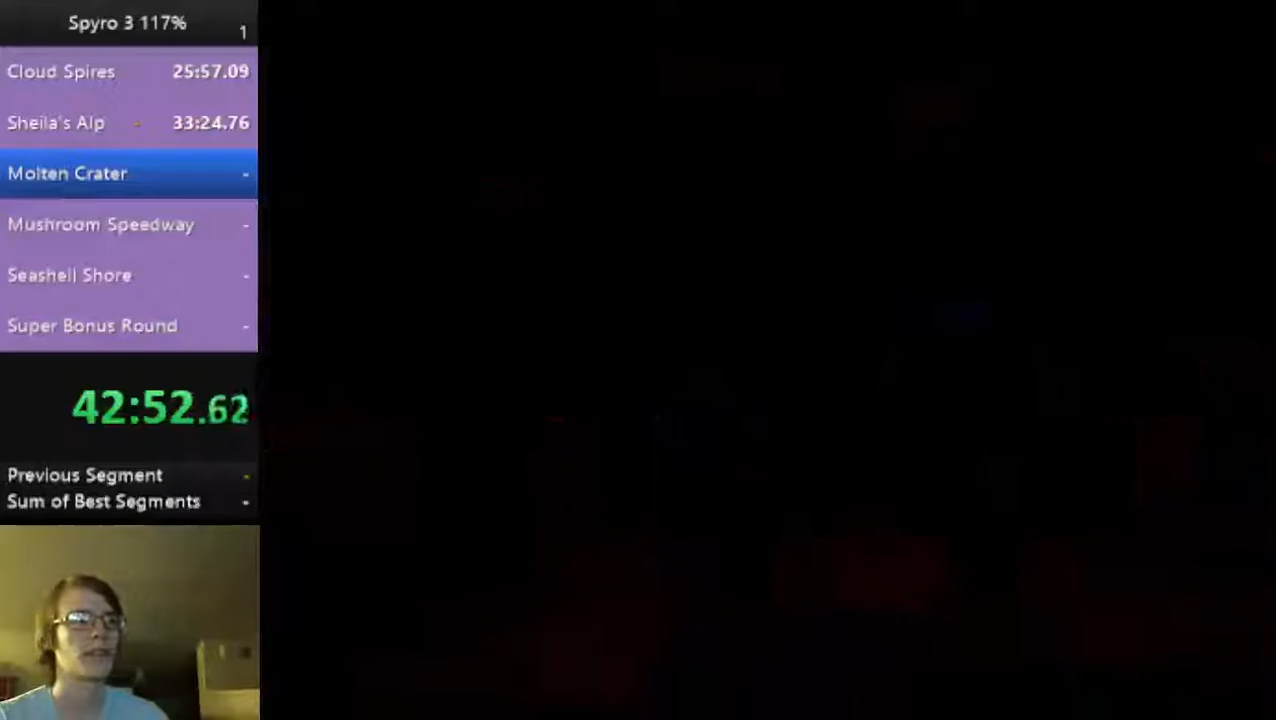 Spyro 3 117%
1
Cloud Spires 25:57.09
Sheila's Alp - 33:24.76
Molten Crater -
Mushroom Speedway -
Seashell Shore -
Super Bonus Round -
42:52.62
Previous Segment -
Sum of Best Segments -